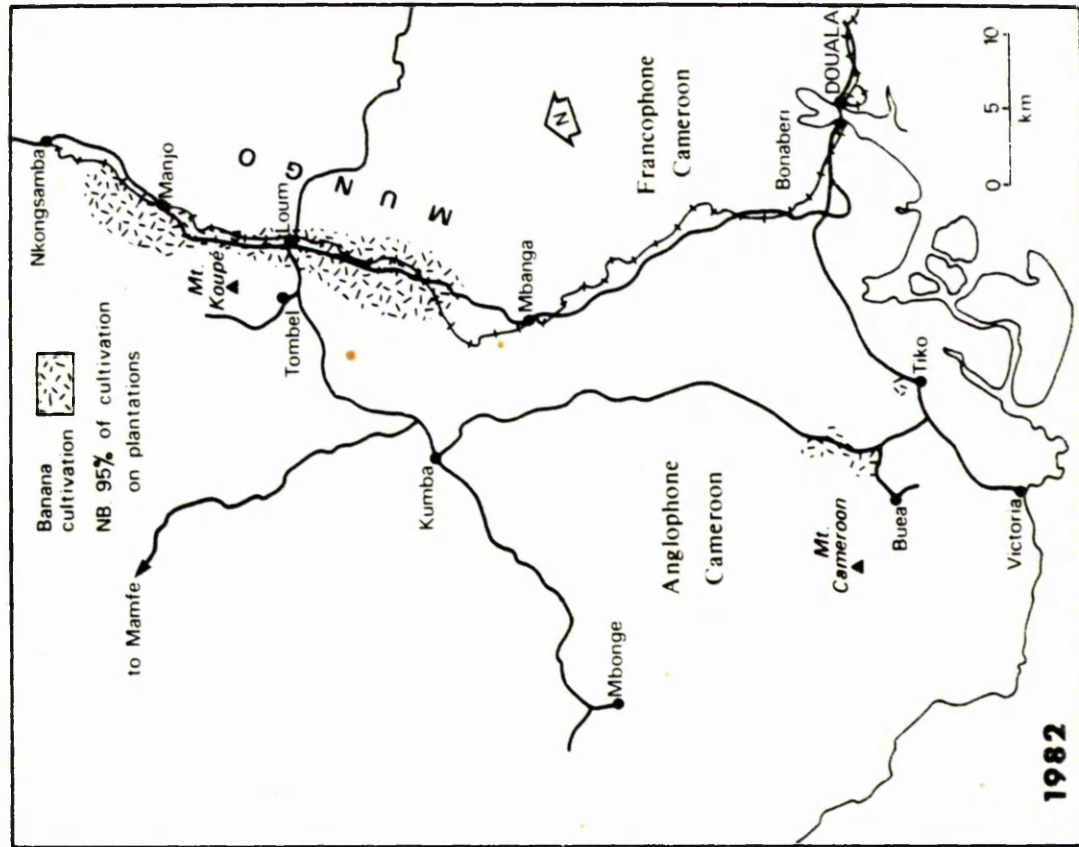 Banana
cultivation
NB. 95% of cultivation
on plantations
to Mamfe
Nkongsamba
Manjo
Mt.
Koupé
Loum
Tombel
MUNGO
Kumba
Mbanga
Mbonge
N
Anglophone
Cameroon
Francophone
Cameroon
Mt.
Cameroon
Buea
Tiko
Victoria
Bonaberi
DOUALA
0 5 10
km
1982